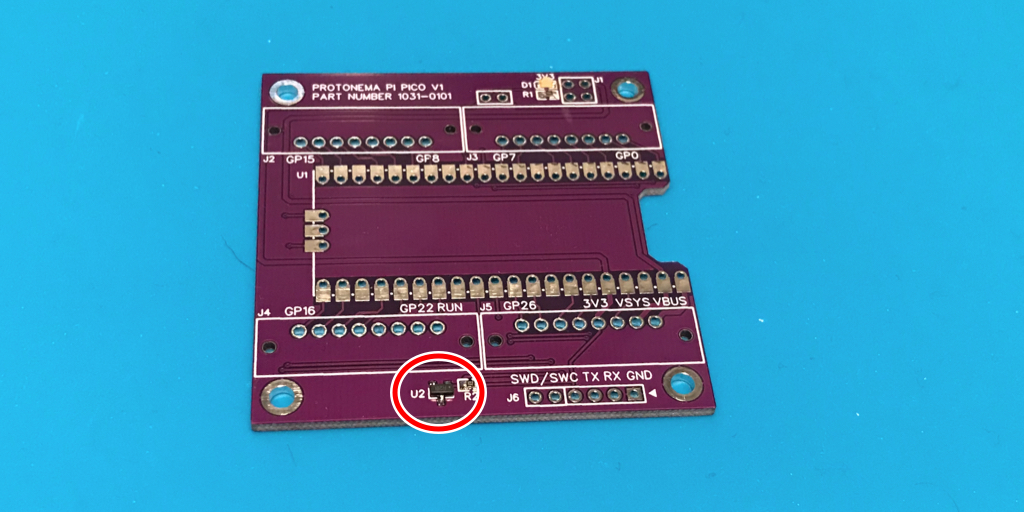 PROTONEMA PI PICO V1
PART NUMBER 1031-0101
3V3
D1
R1
J1
J2
GP15
GP8
J3
GP7
GP0
U1
J4
GP16
GP22 RUN
J5
GP26
3V3
VSYS
VBUS
U2
R2
SWD/SWC TX RX GND
J6